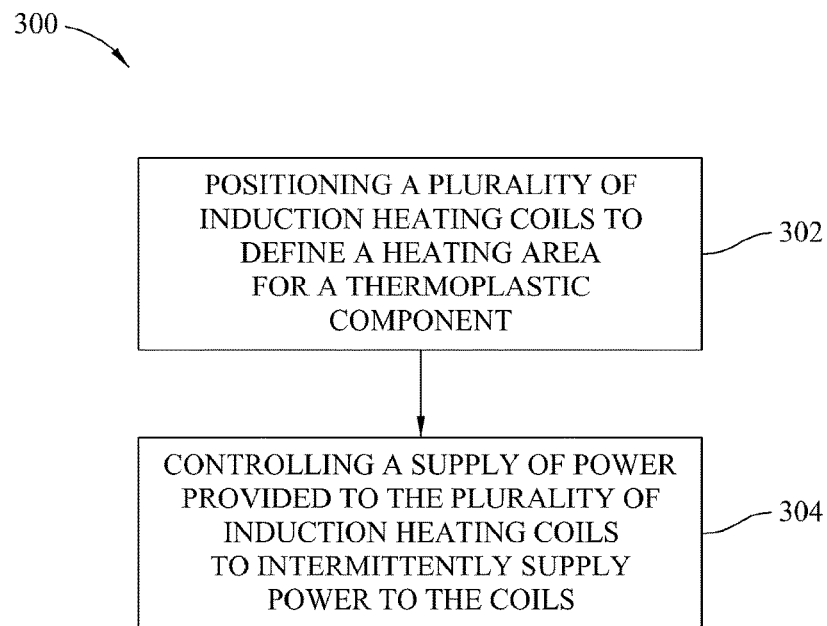 300
POSITIONING A PLURALITY OF
INDUCTION HEATING COILS TO
DEFINE A HEATING AREA
FOR A THERMOPLASTIC
COMPONENT
302
CONTROLLING A SUPPLY OF POWER
PROVIDED TO THE PLURALITY OF
INDUCTION HEATING COILS
TO INTERMITTENTLY SUPPLY
POWER TO THE COILS
304